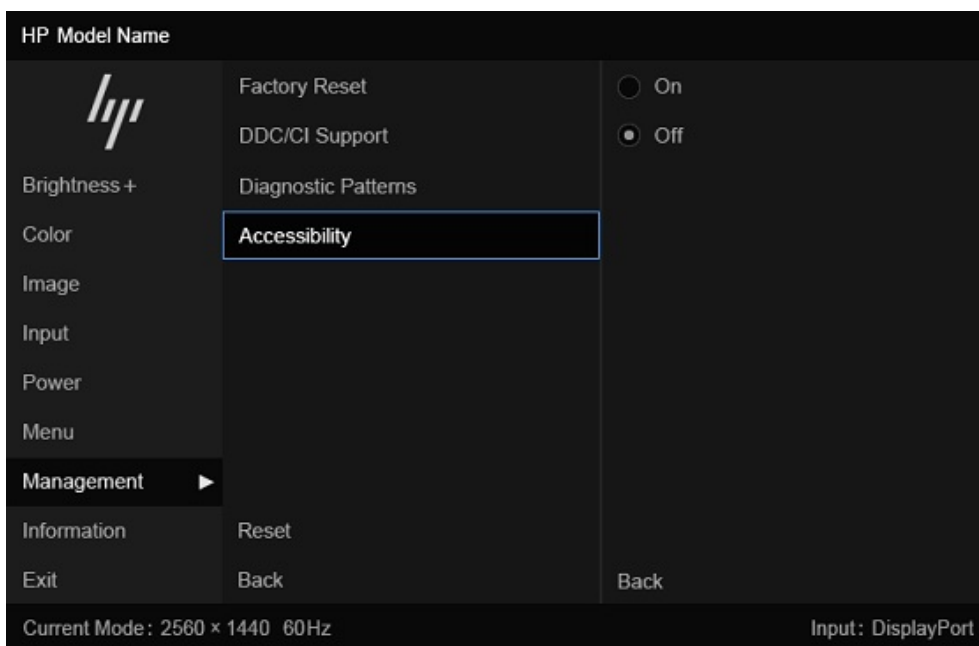 HP Model Name
hp
Brightness+
Color
Image
Input
Power
Menu
Management ▶
Information
Exit
Factory Reset
DDC/CI Support
Diagnostic Patterns
Accessibility
Reset
Back
On
Off
Back
Current Mode: 2560 × 1440 60Hz
Input: DisplayPort